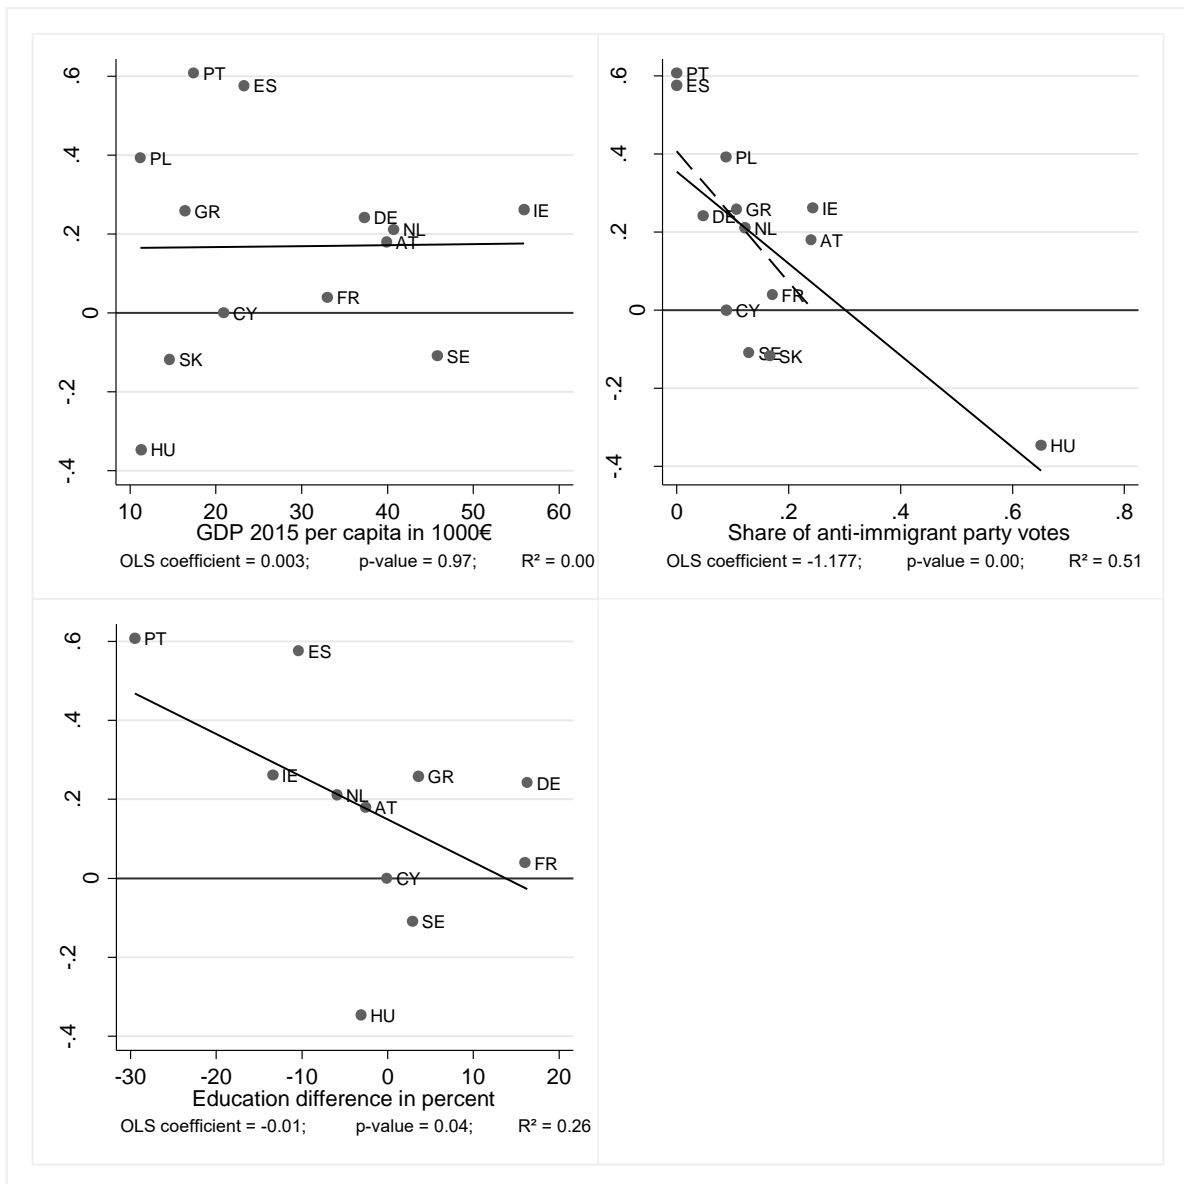 .6
.4
.2
0
-.2
-.4
PT
ES
PL
GR
DE
NL
AT
IE
FR
CY
SK
SE
HU
10 20 30 40 50 60
GDP 2015 per capita in 1000€
OLS coefficient = 0.003; p-value = 0.97; R² = 0.00
.6
.4
.2
0
-.2
-.4
PT
ES
PL
DE
GR
NL
IE
AT
FR
CY
SE
SK
HU
0 .2 .4 .6 .8
Share of anti-immigrant party votes
OLS coefficient = -1.177; p-value = 0.00; R² = 0.51
.6
.4
.2
0
-.2
-.4
PT
ES
IE
NL
AT
GR
DE
FR
CY
SE
HU
-30 -20 -10 0 10 20
Education difference in percent
OLS coefficient = -0.01; p-value = 0.04; R² = 0.26